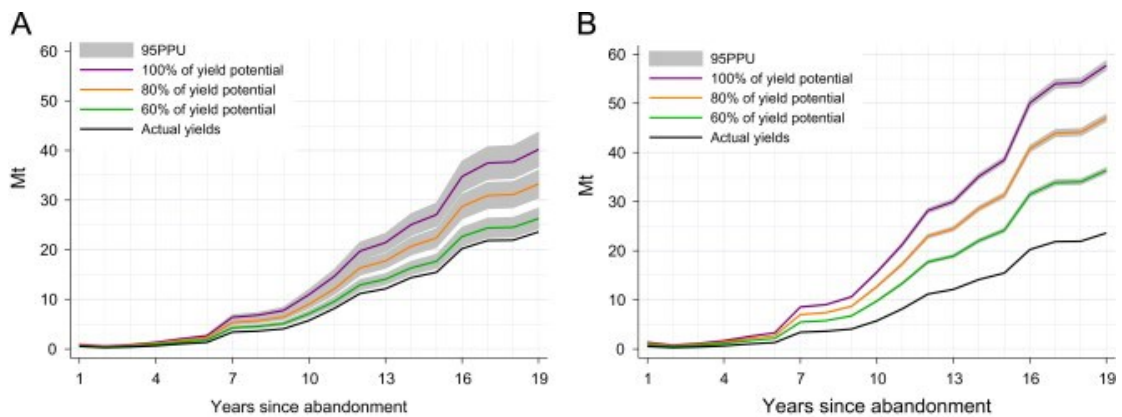 A
60
50
40
30
20
10
0
Mt
95PPU
100% of yield potential
80% of yield potential
60% of yield potential
Actual yields
1 4 7 10 13 16 19
Years since abandonment
B
60
50
40
30
20
10
0
Mt
95PPU
100% of yield potential
80% of yield potential
60% of yield potential
Actual yields
1 4 7 10 13 16 19
Years since abandonment